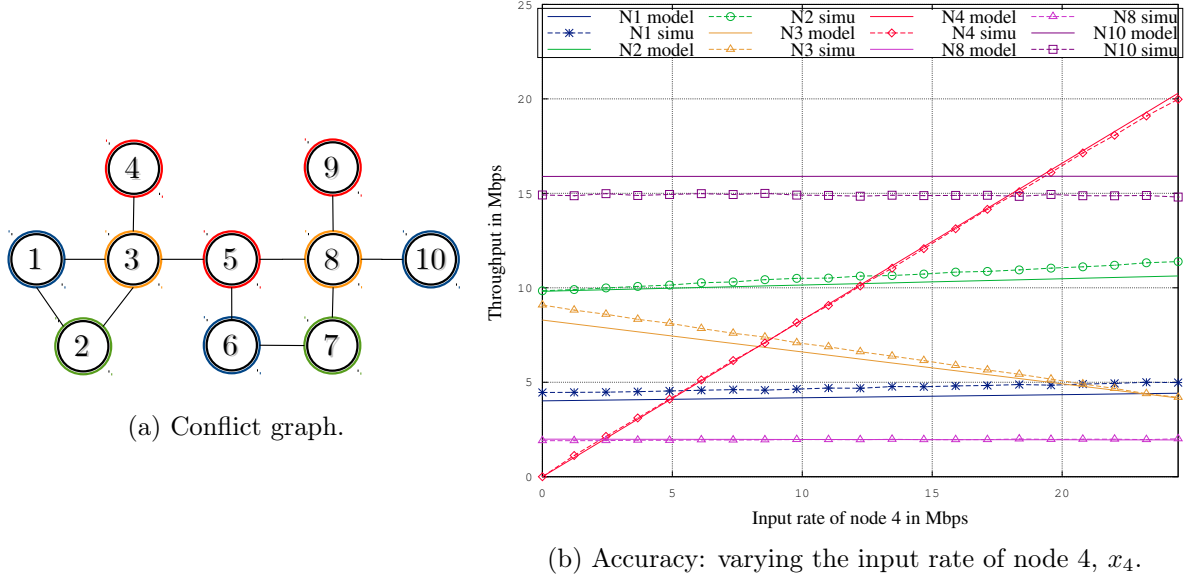 4
9
1
3
5
8
10
2
6
7
(a) Conflict graph.
N1 model N2 simu N4 model N8 simu
N1 simu N3 model N4 simu N10 model
N2 model N3 simu N8 model N10 simu
Throughput in Mbps
25
20
15
10
5
0
0 5 10 15 20
Input rate of node 4 in Mbps
(b) Accuracy: varying the input rate of node 4, x₄.